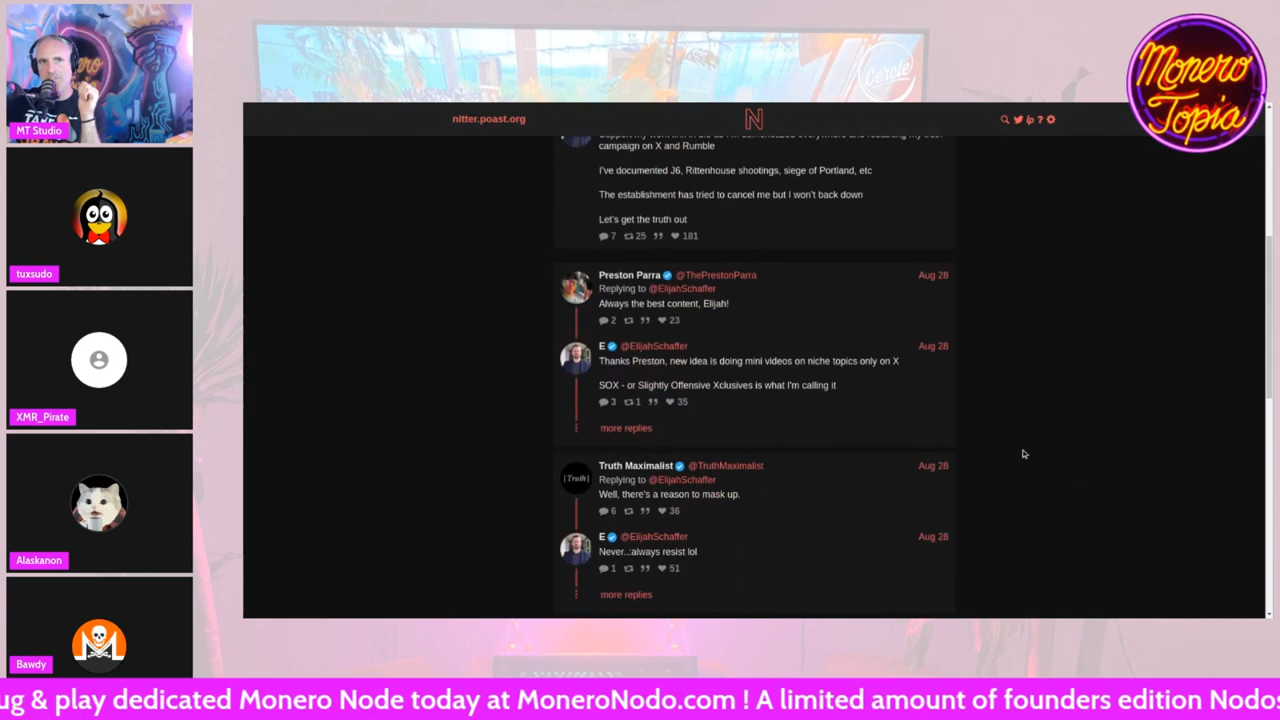 MT Studio
tuxsudo
XMR_Pirate
Alaskanon
Bawdy
Cercle
Monero
Topia
nitter.poast.org
N
campaign on X and Rumble
I've documented J6, Rittenhouse shootings, siege of Portland, etc
The establishment has tried to cancel me but I won't back down
Let's get the truth out
7 25 181
Preston Parra @ThePrestonParra Aug 28
Replying to @ElijahSchaffer
Always the best content, Elijah!
2 23
E @ElijahSchaffer Aug 28
Thanks Preston, new idea is doing mini videos on niche topics only on X
SOX - or Slightly Offensive Xclusives is what I'm calling it
3 1 35
more replies
Truth Maximalist @TruthMaximalist Aug 28
Replying to @ElijahSchaffer
Well, there's a reason to mask up.
6 36
E @ElijahSchaffer Aug 28
Never..:always resist lol
1 51
more replies
ug & play dedicated Monero Node today at MoneroNodo.com ! A limited amount of founders edition Nodos